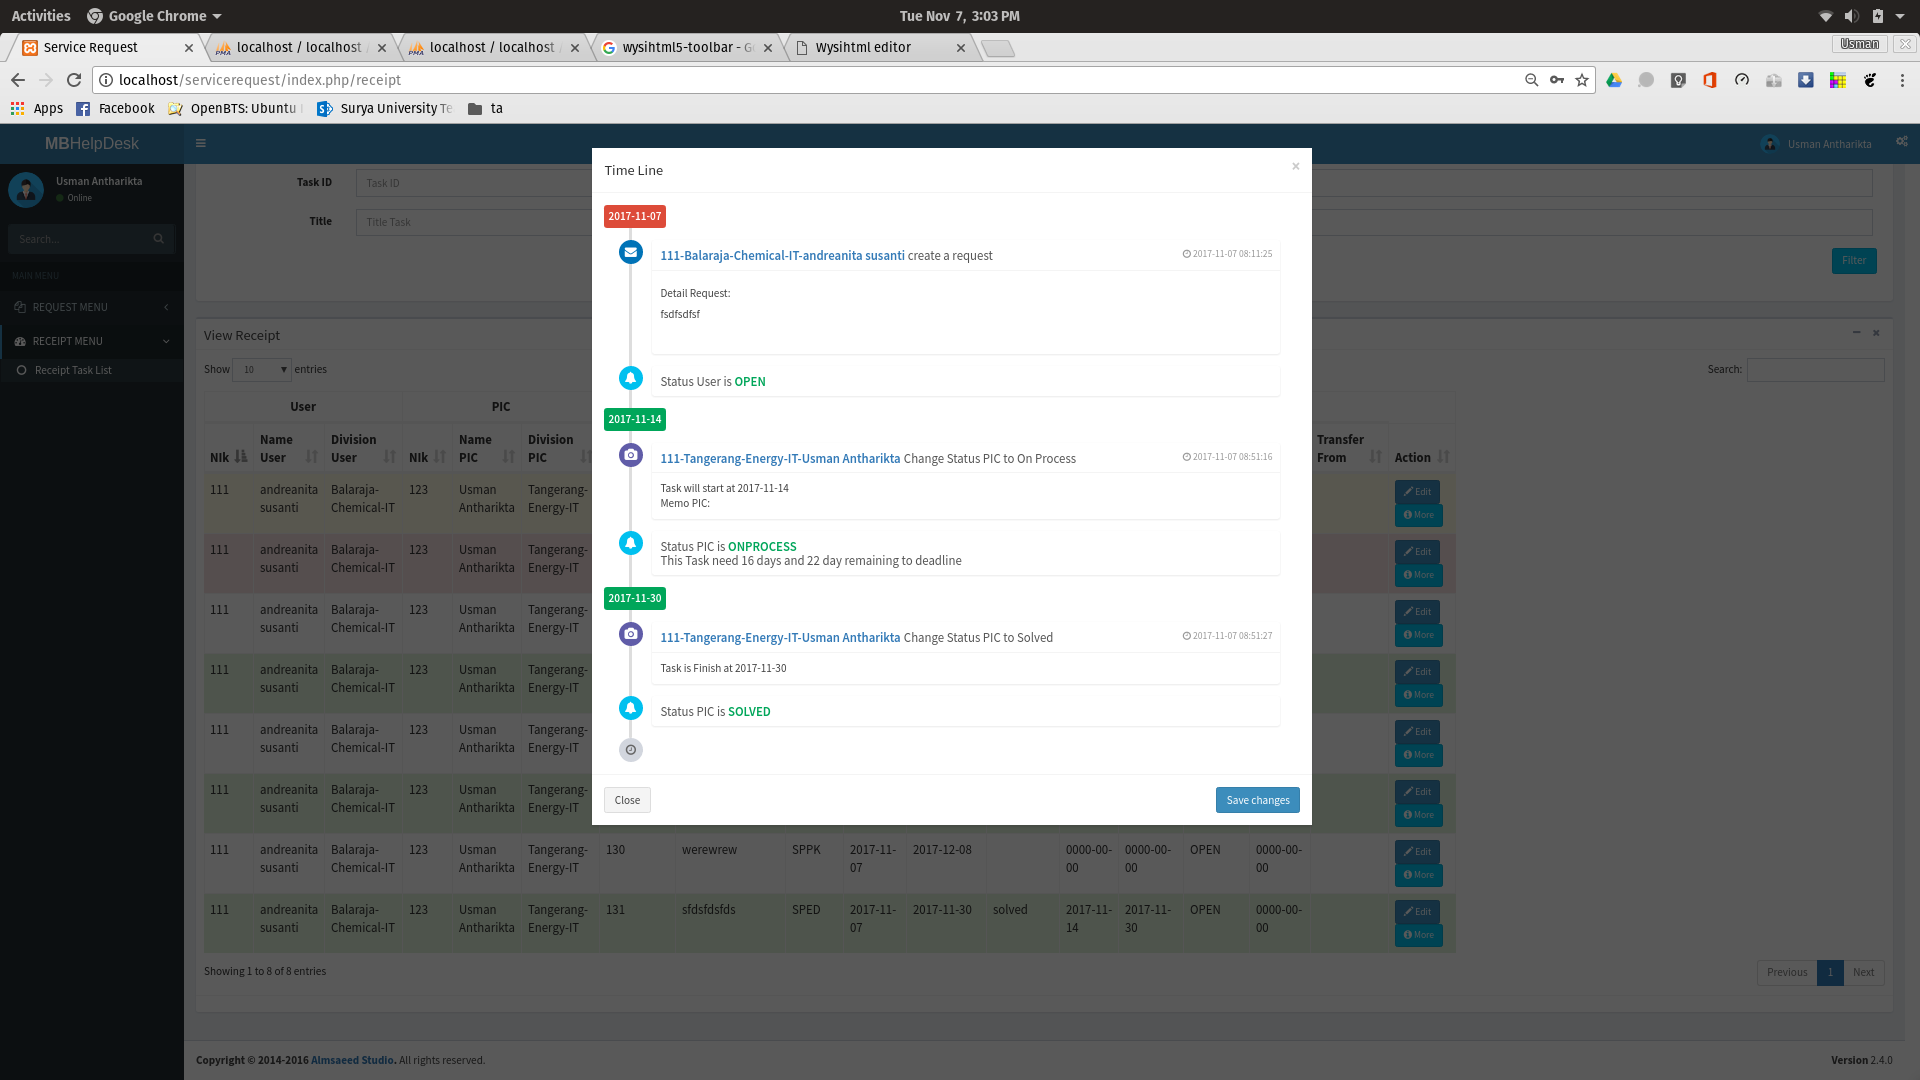 Activities Google Chrome Tue Nov 7, 3:03 PM
Service Request localhost / localhost localhost / localhost wysihtml5-toolbar - Go Wysihtml editor Usman
localhost/servicerequest/index.php/receipt
Apps Facebook OpenBTS: Ubuntu Surya University Te ta
MBHelpDesk Usman Antharikta
Usman Antharikta
Online
Search...
MAIN MENU
REQUEST MENU
RECEIPT MENU
Receipt Task List
Task ID Task ID
Title Title Task
Filter
View Receipt
Show 10 entries Search:
User PIC
Nik Name User Division User Nik Name PIC Division PIC Transfer From Action
111 andreanita susanti Balaraja-Chemical-IT 123 Usman Antharikta Tangerang-Energy-IT Edit More
111 andreanita susanti Balaraja-Chemical-IT 123 Usman Antharikta Tangerang-Energy-IT Edit More
111 andreanita susanti Balaraja-Chemical-IT 123 Usman Antharikta Tangerang-Energy-IT Edit More
111 andreanita susanti Balaraja-Chemical-IT 123 Usman Antharikta Tangerang-Energy-IT Edit More
111 andreanita susanti Balaraja-Chemical-IT 123 Usman Antharikta Tangerang-Energy-IT Edit More
111 andreanita susanti Balaraja-Chemical-IT 123 Usman Antharikta Tangerang-Energy-IT Edit More
111 andreanita susanti Balaraja-Chemical-IT 123 Usman Antharikta Tangerang-Energy-IT 130 werewrew SPPK 2017-11-07 2017-12-08 0000-00-00 0000-00-00 OPEN 0000-00-00 Edit More
111 andreanita susanti Balaraja-Chemical-IT 123 Usman Antharikta Tangerang-Energy-IT 131 sfdsfdsfds SPED 2017-11-07 2017-11-30 solved 2017-11-14 2017-11-30 OPEN 0000-00-00 Edit More
Showing 1 to 8 of 8 entries Previous 1 Next
Copyright © 2014-2016 Almsaeed Studio. All rights reserved. Version 2.4.0
Time Line ×
2017-11-07
111-Balaraja-Chemical-IT-andreanita susanti create a request 2017-11-07 08:11:25
Detail Request:
fsdfsdfsf
Status User is OPEN
2017-11-14
111-Tangerang-Energy-IT-Usman Antharikta Change Status PIC to On Process 2017-11-07 08:51:16
Task will start at 2017-11-14
Memo PIC:
Status PIC is ONPROCESS
This Task need 16 days and 22 day remaining to deadline
2017-11-30
111-Tangerang-Energy-IT-Usman Antharikta Change Status PIC to Solved 2017-11-07 08:51:27
Task is Finish at 2017-11-30
Status PIC is SOLVED
Close Save changes